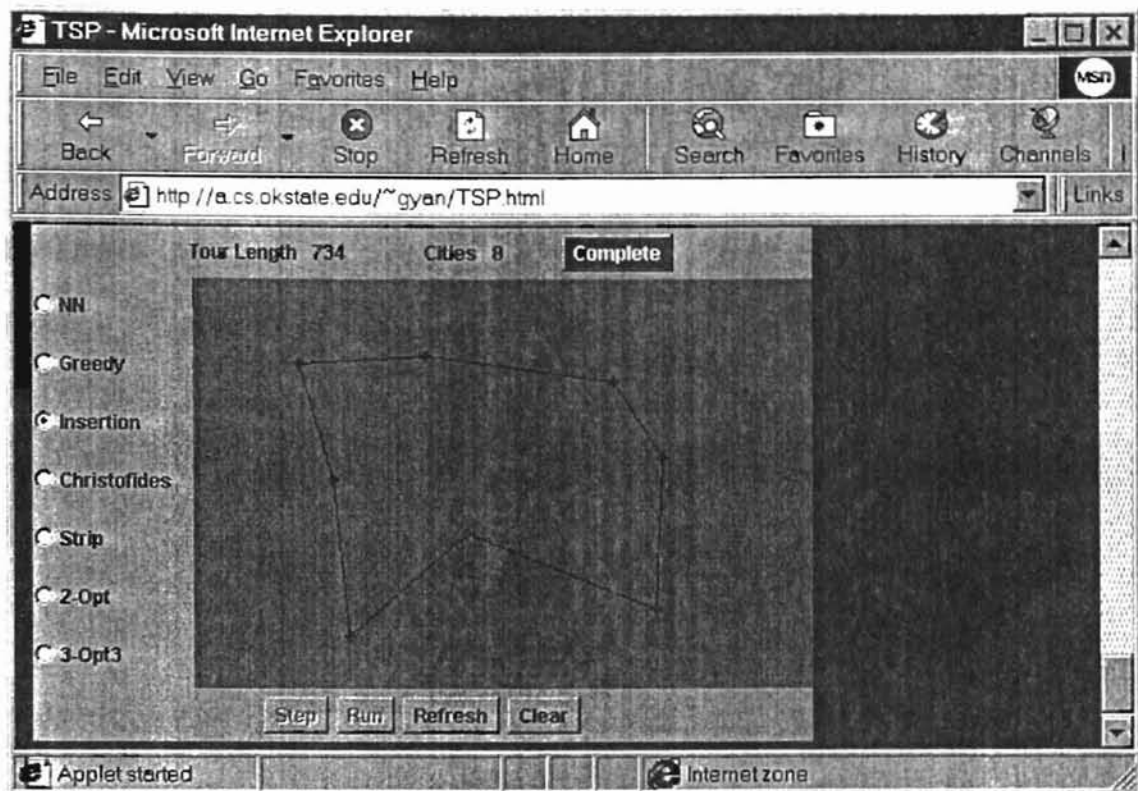 TSP - Microsoft Internet Explorer
File Edit View Go Favorites Help
msn
Back Forward Stop Refresh Home Search Favorites History Channels
Address http://a.cs.okstate.edu/~gyan/TSP.html Links
Tour Length 734 Cities 8 Complete
NN
Greedy
Insertion
Christofides
Strip
2-Opt
3-Opt3
Step Run Refresh Clear
Applet started Internet zone